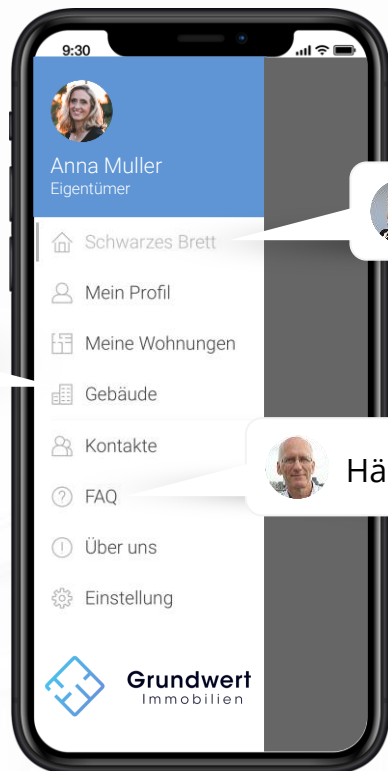 9:30
Anna Muller
Eigentümer
Schwarzes Brett
Mein Profil
Meine Wohnungen
Gebäude
Kontakte
Hä
FAQ
Über uns
Einstellung
Grundwert
Immobilien